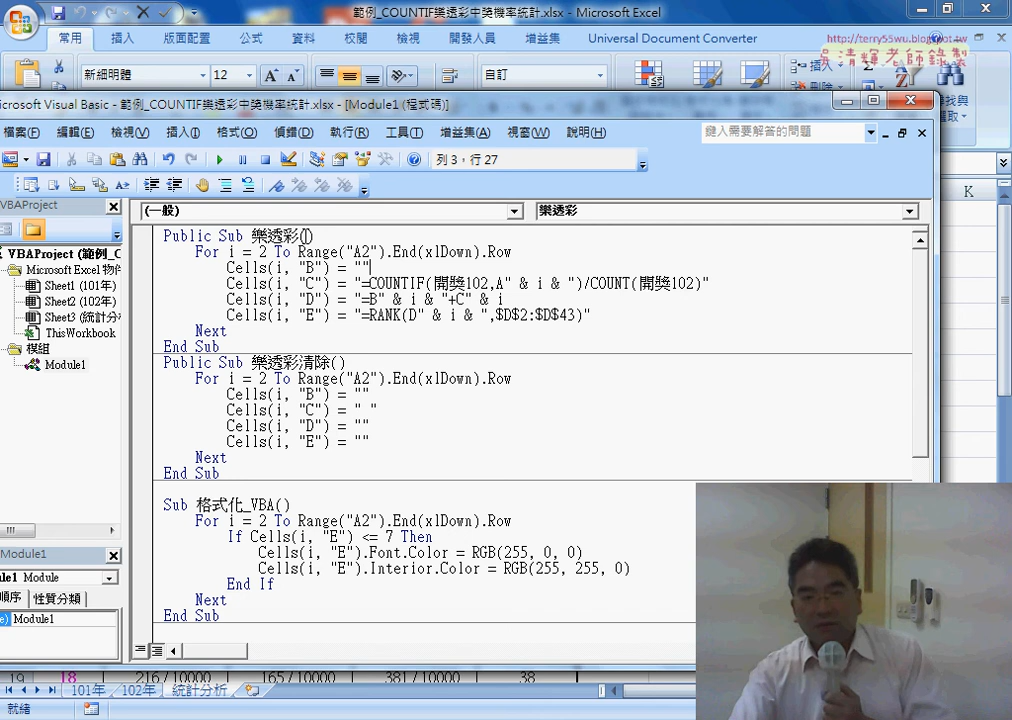 範例_COUNTIF樂透彩中獎機率統計.xlsx - Microsoft Excel
常用 插入 版面配置 公式 資料 校閱 檢視 開發人員 增益集 Universal Document Converter
http://terry55wu.blogspot.tw
吳清輝老師錄製
新細明體 12 自訂 插入
icrosoft Visual Basic - 範例_COUNTIF樂透彩中獎機率統計.xlsx - [Module1 (程式碼)]
檔案(F) 編輯(E) 檢視(V) 插入(I) 格式(O) 偵錯(D) 執行(R) 工具(T) 增益集(A) 視窗(W) 說明(H) 鍵入需要解答的問題
列 3，行 27
VBAProject
(一般) 樂透彩
K
VBAProject (範例_C
Microsoft Excel 物件
Sheet1 (101年)
Sheet2 (102年)
Sheet3 (統計分
ThisWorkbook
模組
Module1
Public Sub 樂透彩()
For i = 2 To Range("A2").End(xlDown).Row
Cells(i, "B") = ""
Cells(i, "C") = "=COUNTIF(開獎102,A" & i & ")/COUNT(開獎102)"
Cells(i, "D") = "=B" & i & "+C" & i
Cells(i, "E") = "=RANK(D" & i & ",$D$2:$D$43)"
Next
End Sub
Public Sub 樂透彩清除()
For i = 2 To Range("A2").End(xlDown).Row
Cells(i, "B") = ""
Cells(i, "C") = " "
Cells(i, "D") = ""
Cells(i, "E") = ""
Next
End Sub
Sub 格式化_VBA()
For i = 2 To Range("A2").End(xlDown).Row
If Cells(i, "E") <= 7 Then
Cells(i, "E").Font.Color = RGB(255, 0, 0)
Cells(i, "E").Interior.Color = RGB(255, 255, 0)
End If
Next
End Sub
Module1
le1 Module
順序 性質分類
e) Module1
19 18 216 /10000 165 /10000 381 /10000 38
101年 102年 統計分析
就緒